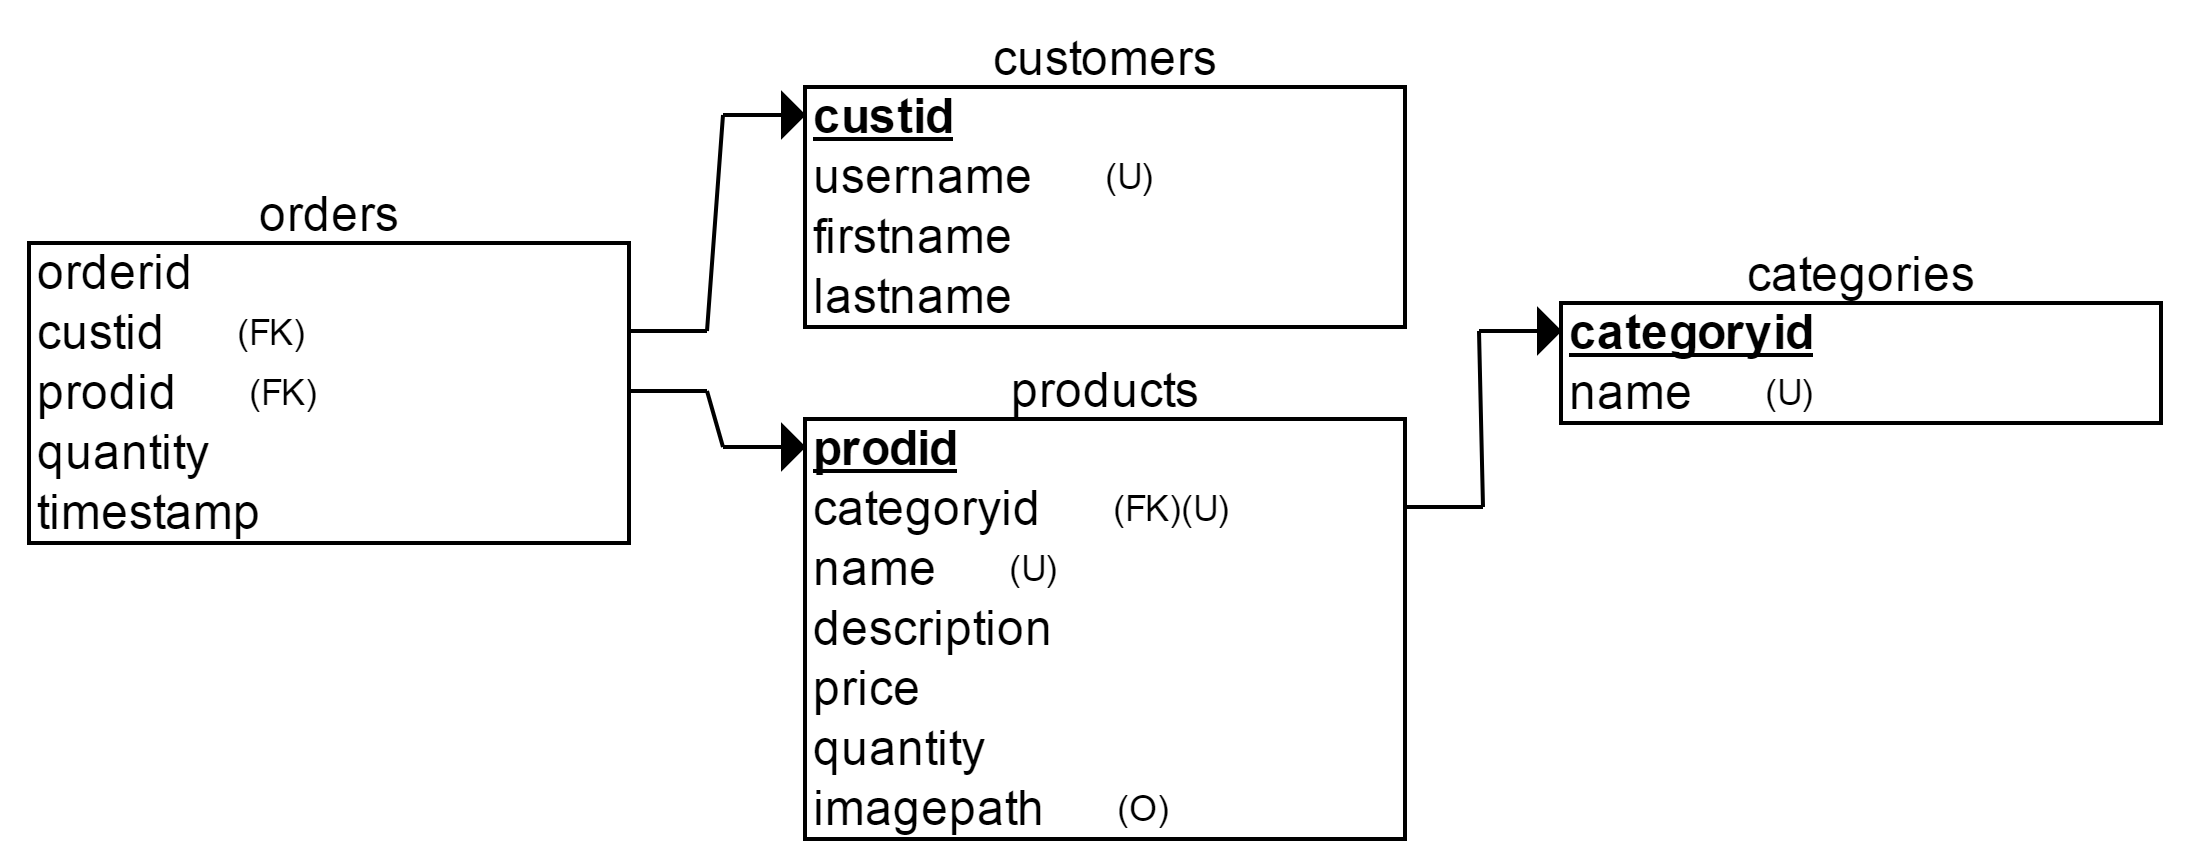 orders
orderid
custid (FK)
prodid (FK)
quantity
timestamp
customers
custid
username (U)
firstname
lastname
products
prodid
categoryid (FK)(U)
name (U)
description
price
quantity
imagepath (O)
categories
categoryid
name (U)